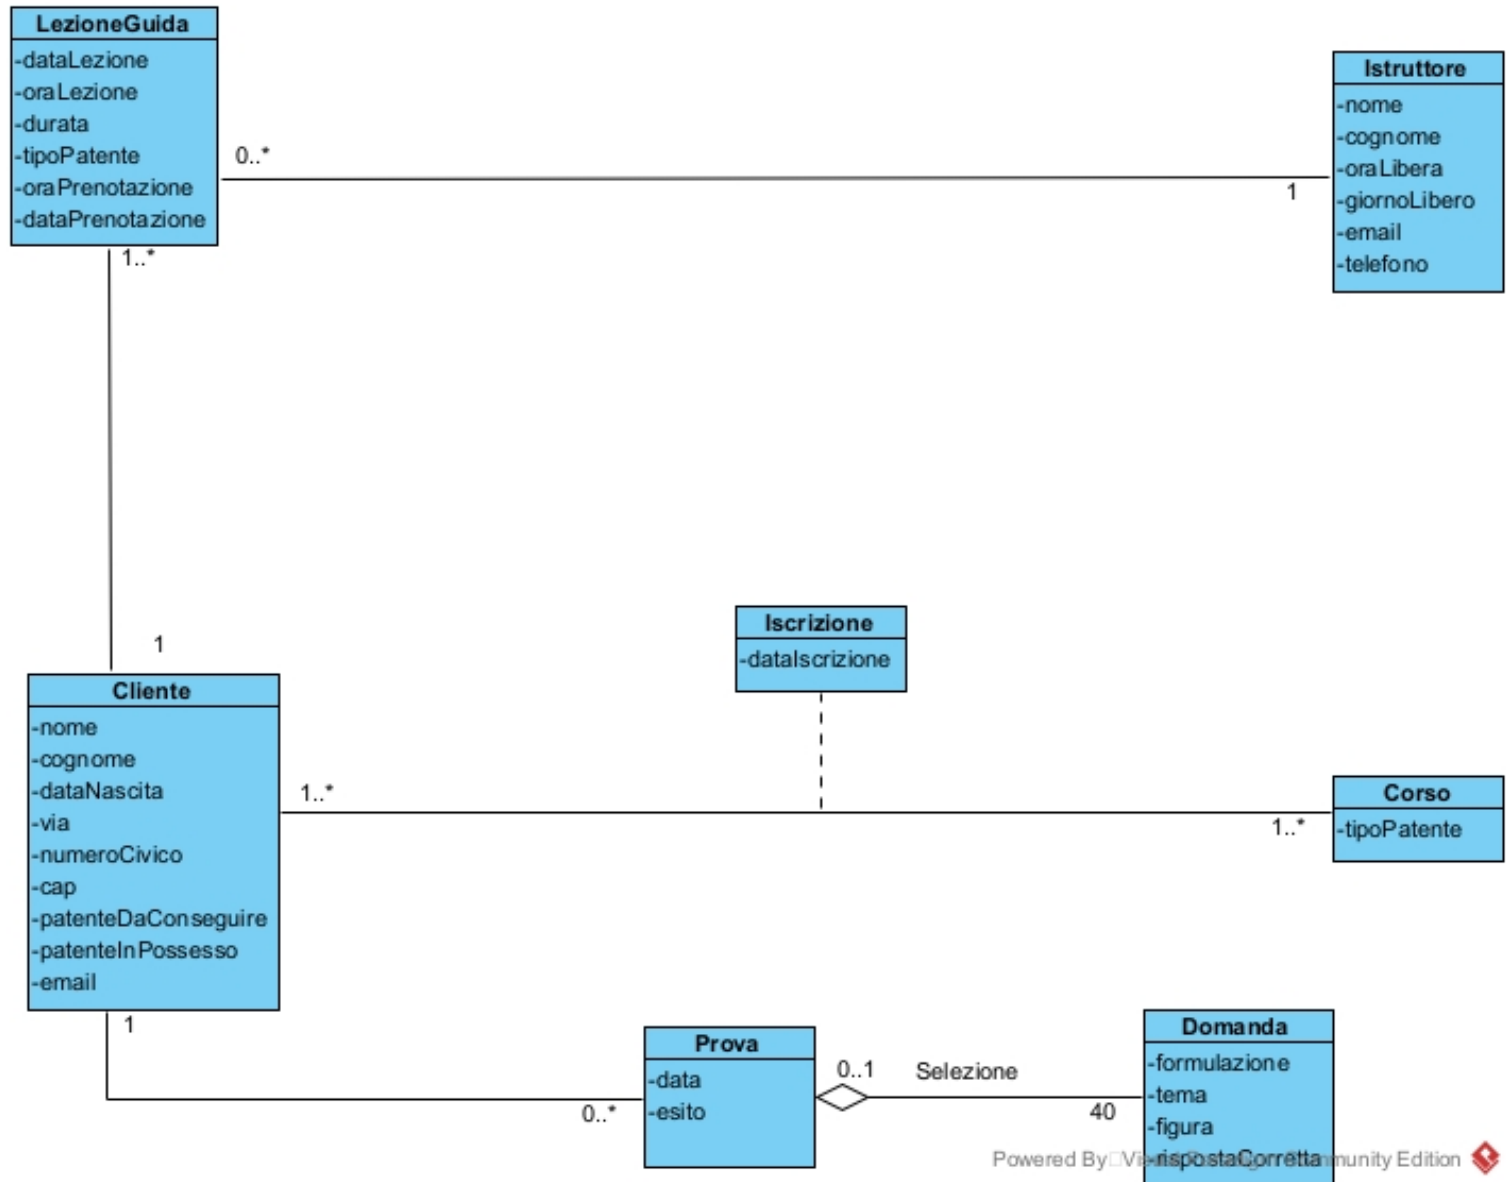 LezioneGuida
-dataLezione
-oraLezione
-durata
-tipoPatente
-oraPrenotazione
-dataPrenotazione
0..*
1
Istruttore
-nome
-cognome
-oraLibera
-giornoLibero
-email
-telefono
1..*
1
Iscrizione
-dataIscrizione
Cliente
-nome
-cognome
-dataNascita
-via
-numeroCivico
-cap
-patenteDaConseguire
-patenteInPossesso
-email
1..*
1..*
Corso
-tipoPatente
1
0..*
Prova
-data
-esito
0..1
Selezione
40
Domanda
-formulazione
-tema
-figura
-rispostaCorretta
Powered By Visual Paradigm Community Edition